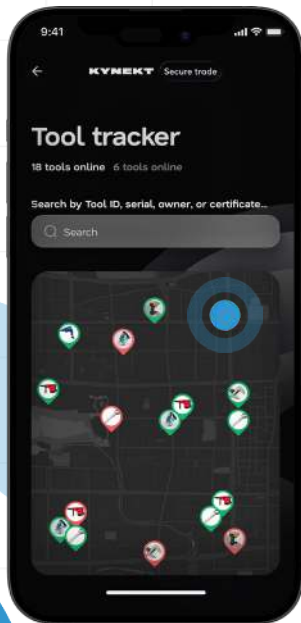 9:41
KYNEKT Secure trade
Tool tracker
18 tools online 6 tools online
Search by Tool ID, serial, owner, or certificate...
Search